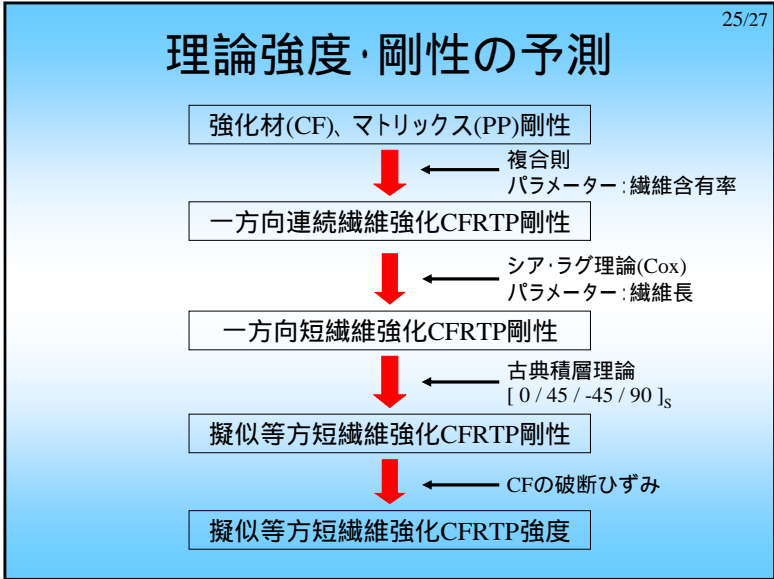 25/27
理論強度・剛性の予測
強化材(CF)、マトリックス(PP)剛性
複合則
パラメーター:繊維含有率
一方向連続繊維強化CFRTP剛性
シア・ラグ理論(Cox)
パラメーター:繊維長
一方向短繊維強化CFRTP剛性
古典積層理論
[ 0 / 45 / -45 / 90 ]s
擬似等方短繊維強化CFRTP剛性
CFの破断ひずみ
擬似等方短繊維強化CFRTP強度